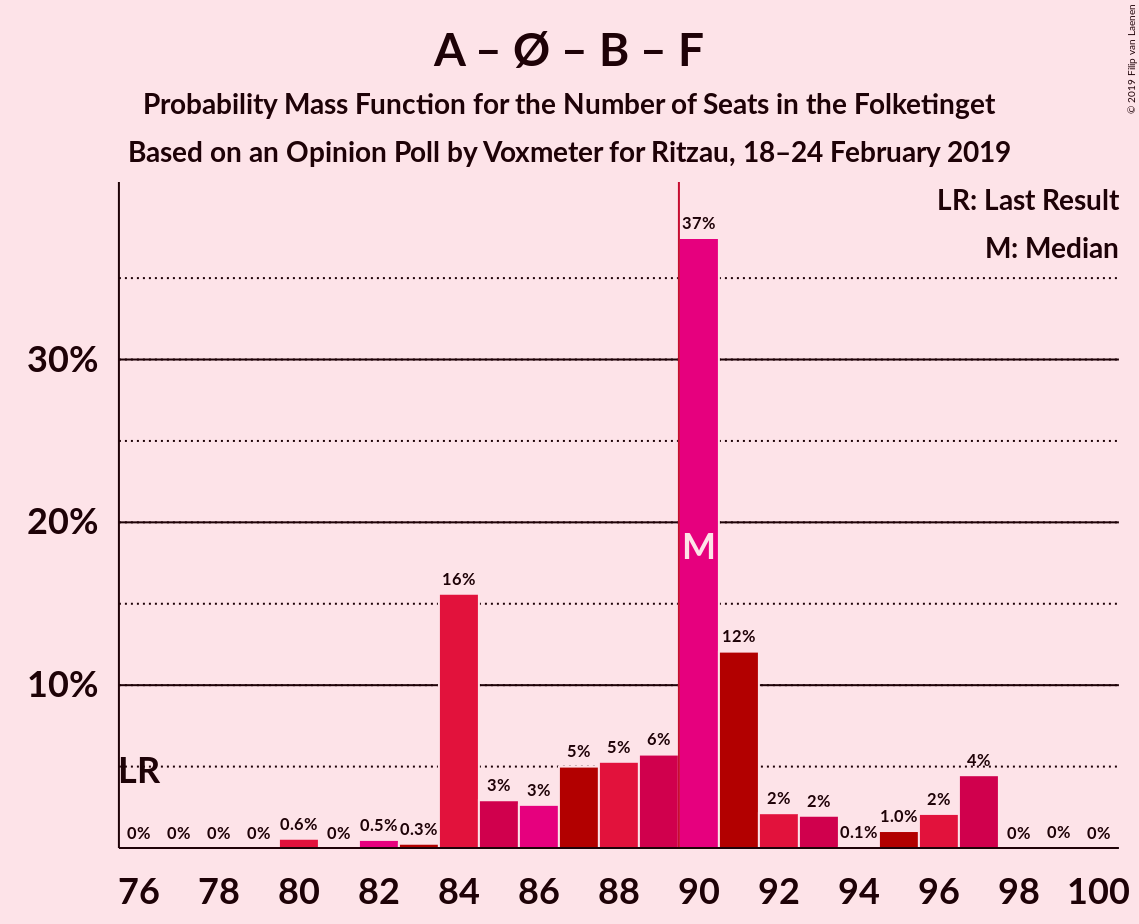 A – Ø – B – F
Probability Mass Function for the Number of Seats in the Folketinget
Based on an Opinion Poll by Voxmeter for Ritzau, 18–24 February 2019
© 2019 Filip van Laenen
LR: Last Result
M: Median
30%
20%
10%
LR
M
0% 0% 0% 0% 0.6% 0% 0.5% 0.3% 16% 3% 3% 5% 5% 6% 37% 12% 2% 2% 0.1% 1.0% 2% 4% 0% 0% 0%
76 78 80 82 84 86 88 90 92 94 96 98 100